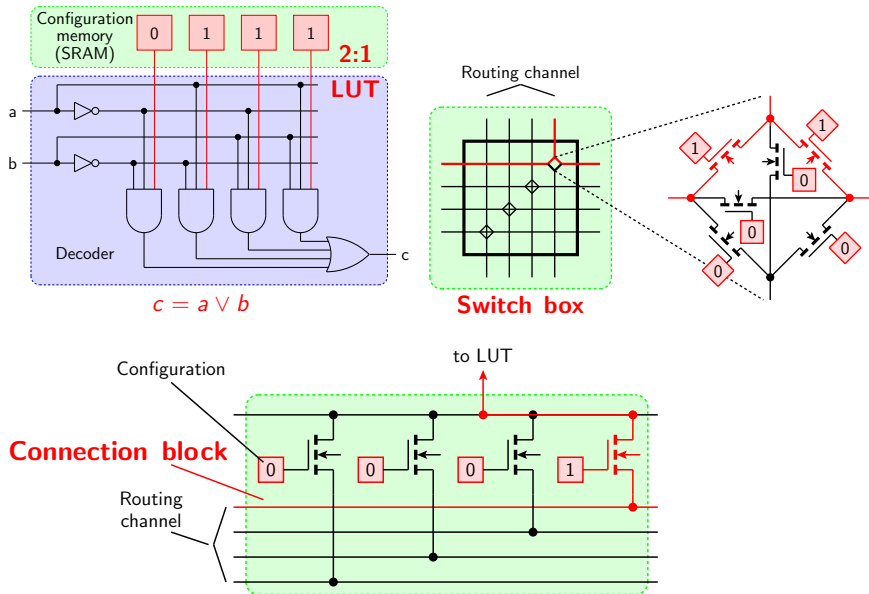 Configuration
memory
(SRAM)
0
1
1
1
2:1
LUT
a
b
Decoder
c
c = a ∨ b
Routing channel
Switch box
1
1
0
0
0
0
to LUT
Configuration
Connection block
0
0
0
1
Routing
channel